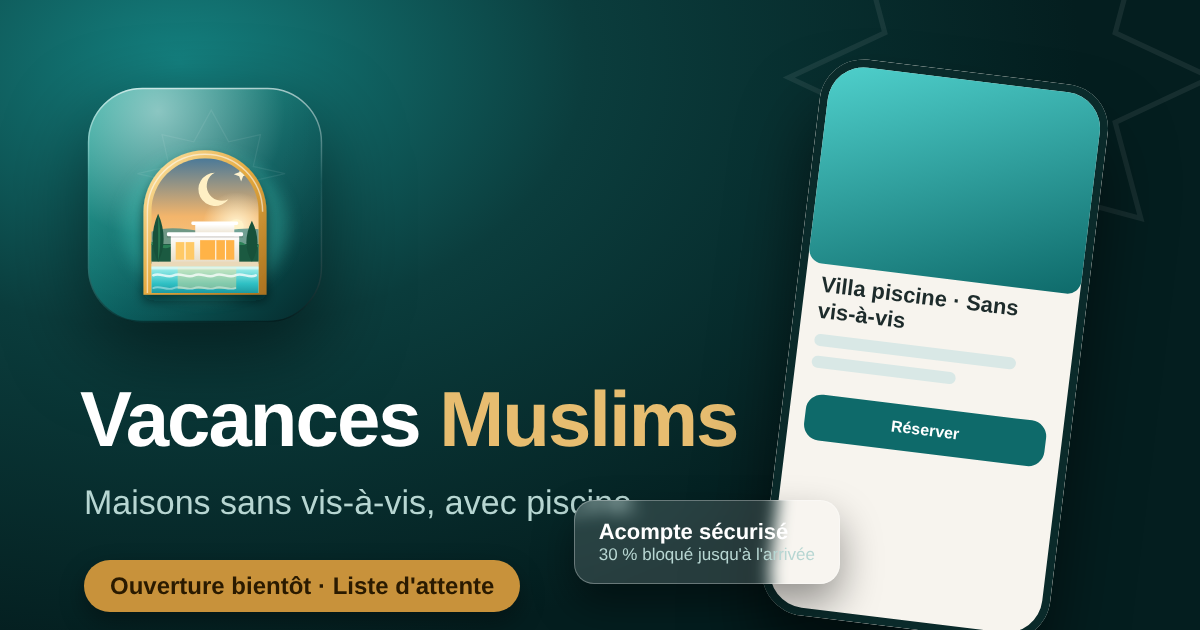 Vacances Muslims
Maisons sans vis-à-vis, avec piscine
Ouverture bientôt · Liste d'attente
Villa piscine · Sans
vis-à-vis
Réserver
Acompte sécurisé
30 % bloqué jusqu'à l'arrivée